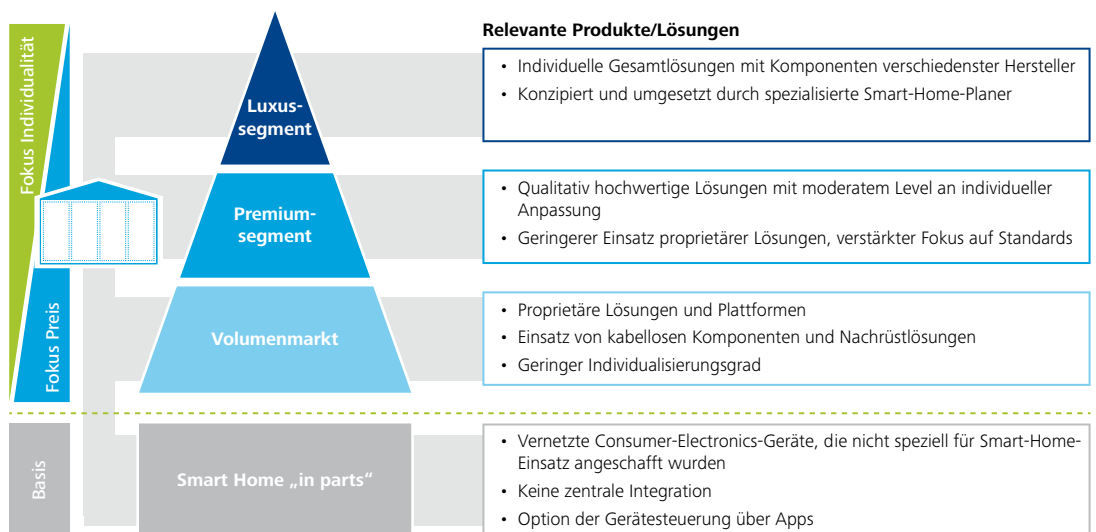 Relevante Produkte/Lösungen
Fokus Individualität
Fokus Preis
Luxus-
segment
• Individuelle Gesamtlösungen mit Komponenten verschiedenster Hersteller
• Konzipiert und umgesetzt durch spezialisierte Smart-Home-Planer
Premium-
segment
• Qualitativ hochwertige Lösungen mit moderatem Level an individueller
Anpassung
• Geringerer Einsatz proprietärer Lösungen, verstärkter Fokus auf Standards
Volumenmarkt
• Proprietäre Lösungen und Plattformen
• Einsatz von kabellosen Komponenten und Nachrüstlösungen
• Geringer Individualisierungsgrad
Basis
Smart Home „in parts“
• Vernetzte Consumer-Electronics-Geräte, die nicht speziell für Smart-Home-
Einsatz angeschafft wurden
• Keine zentrale Integration
• Option der Gerätesteuerung über Apps